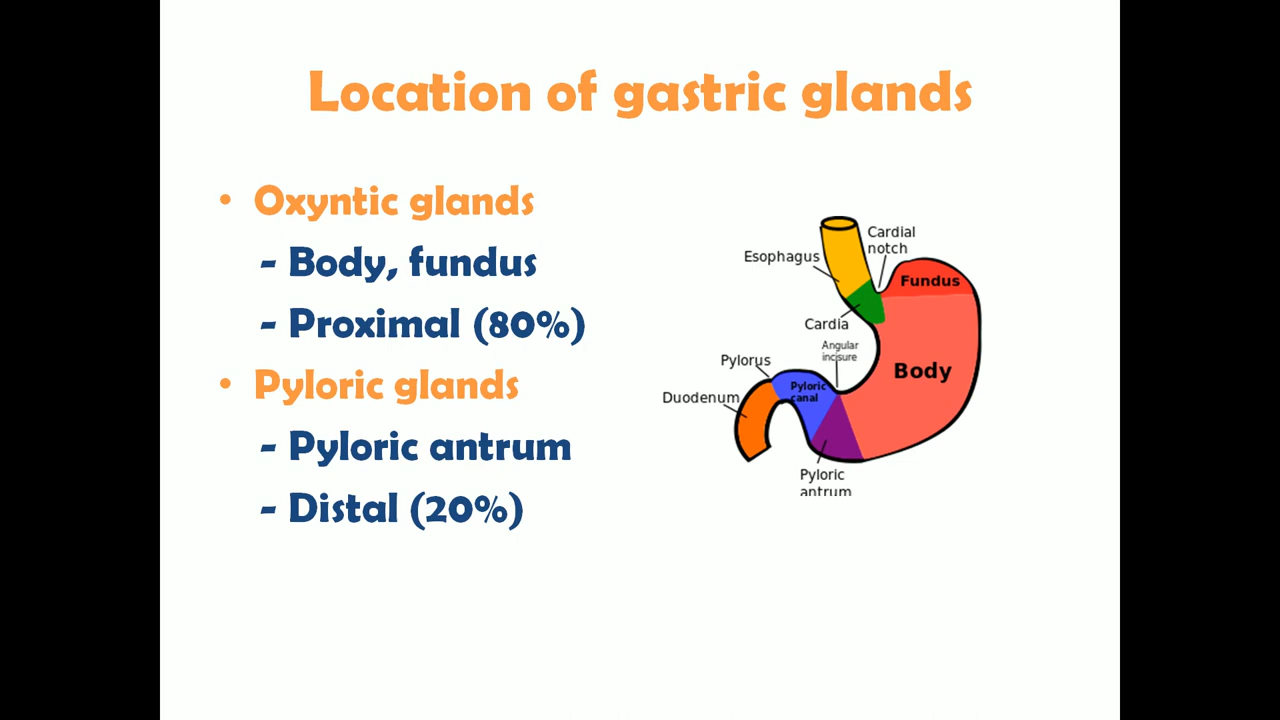 Location of gastric glands
• Oxyntic glands
- Body, fundus
- Proximal (80%)
• Pyloric glands
- Pyloric antrum
- Distal (20%)
Cardial
notch
Esophagus
Fundus
Cardia
Angular
incisure
Pylorus
Body
Pyloric
canal
Duodenum
Pyloric
antrum